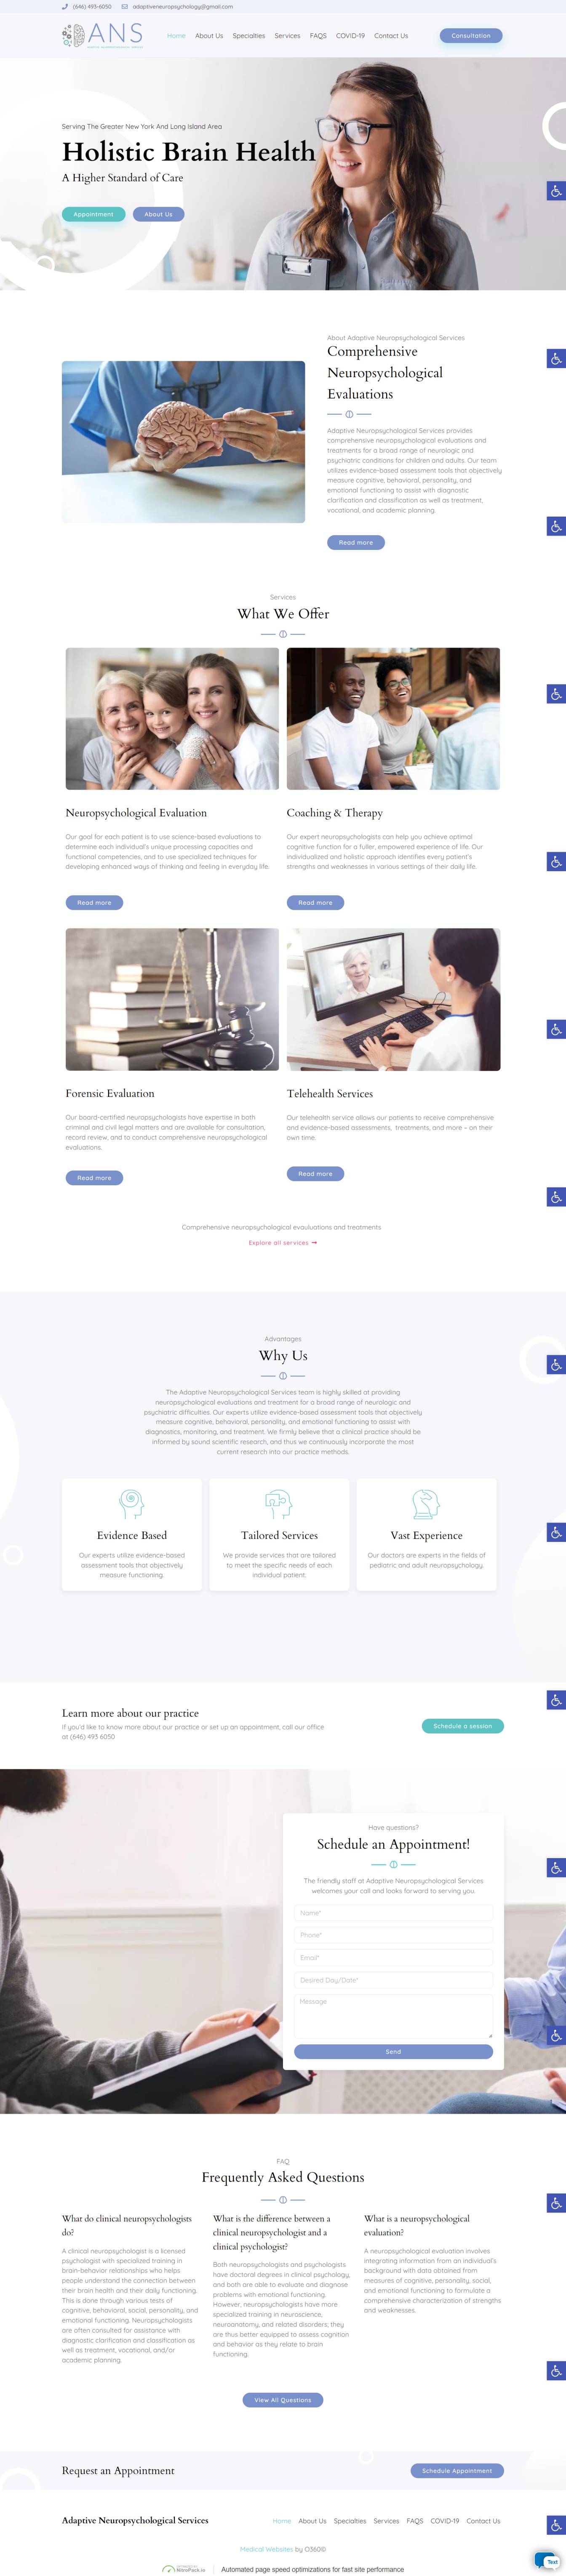 (646) 493-6050 adaptiveneuropsychology@gmail.com
ANS
Home About Us Specialties Services FAQS COVID-19 Contact Us
Consultation
Serving The Greater New York And Long Island Area
Holistic Brain Health
A Higher Standard of Care
Appointment About Us
About Adaptive Neuropsychological Services
Comprehensive
Neuropsychological
Evaluations
Adaptive Neuropsychological Services provides
comprehensive neuropsychological evaluations and
treatments for a broad range of neurologic and
psychiatric conditions for children and adults. Our team
utilizes evidence-based assessment tools that objectively
measure cognitive, behavioral, personality, and
emotional functioning to assist with diagnostic
clarification and classification as well as treatment,
vocational, and academic planning.
Read more
Services
What We Offer
Neuropsychological Evaluation
Our goal for each patient is to use science-based evaluations to
determine each individual's unique processing capacities and
functional competencies, and to use specialized techniques for
developing enhanced ways of thinking and feeling in everyday life.
Read more
Coaching & Therapy
Our expert neuropsychologists can help you achieve optimal
cognitive function for a fuller, empowered experience of life. Our
individualized and holistic approach identifies every patient's
strengths and weaknesses in various settings of their daily life.
Read more
Forensic Evaluation
Our board-certified neuropsychologists have expertise in both
criminal and civil legal matters and are available for consultation,
record review, and to conduct comprehensive neuropsychological
evaluations.
Read more
Telehealth Services
Our telehealth service allows our patients to receive comprehensive
and evidence-based assessments, treatments, and more – on their
own time.
Read more
Comprehensive neuropsychological evauluations and treatments
Explore all services
Advantages
Why Us
The Adaptive Neuropsychological Services team is highly skilled at providing
neuropsychological evaluations and treatment for a broad range of neurologic and
psychiatric difficulties. Our experts utilize evidence-based assessment tools that objectively
measure cognitive, behavioral, personality, and emotional functioning to assist with
diagnostics, monitoring, and treatment. We firmly believe that a clinical practice should be
informed by sound scientific research, and thus we continuously incorporate the most
current research into our practice methods.
Evidence Based
Our experts utilize evidence-based
assessment tools that objectively
measure functioning.
Tailored Services
We provide services that are tailored
to meet the specific needs of each
individual patient.
Vast Experience
Our doctors are experts in the fields of
pediatric and adult neuropsychology.
Learn more about our practice
If you'd like to know more about our practice or set up an appointment, call our office
at (646) 493 6050
Schedule a session
Have questions?
Schedule an Appointment!
The friendly staff at Adaptive Neuropsychological Services
welcomes your call and looks forward to serving you.
Name*
Phone*
Email*
Desired Day/Date*
Message
Send
FAQ
Frequently Asked Questions
What do clinical neuropsychologists
do?
A clinical neuropsychologist is a licensed
psychologist with specialized training in
brain-behavior relationships who helps
people understand the connection between
their brain health and their daily functioning.
This is done through various tests of
cognitive, behavioral, social, personality, and
emotional functioning. Neuropsychologists
are often consulted for assistance with
diagnostic clarification and classification as
well as treatment, vocational, and/or
academic planning.
What is the difference between a
clinical neuropsychologist and a
clinical psychologist?
Both neuropsychologists and psychologists
have doctoral degrees in clinical psychology,
and both are able to evaluate and diagnose
problems with emotional functioning.
However, neuropsychologists have more
specialized training in neuroscience,
neuroanatomy, and related disorders; they
are thus better equipped to assess cognition
and behavior as they relate to brain
functioning.
What is a neuropsychological
evaluation?
A neuropsychological evaluation involves
integrating information from an individual's
background with data obtained from
measures of cognitive, personality, social,
and emotional functioning to formulate a
comprehensive characterization of strengths
and weaknesses.
View All Questions
Request an Appointment
Schedule Appointment
Adaptive Neuropsychological Services
Home About Us Specialties Services FAQS COVID-19 Contact Us
Medical Websites by O360©
NitroPack.io Automated page speed optimizations for fast site performance
Text